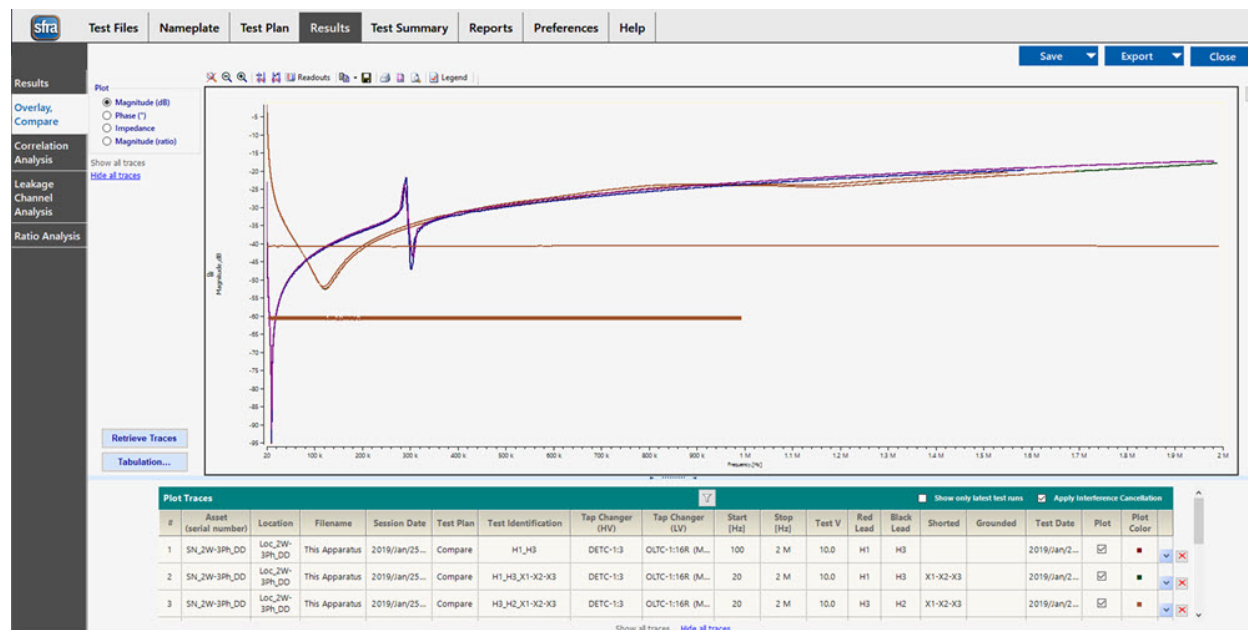 sfra Test Files Nameplate Test Plan Results Test Summary Reports Preferences Help
Save Export Close
Results
Overlay,
Compare
Correlation
Analysis
Leakage
Channel
Analysis
Ratio Analysis
Readouts Legend
Plot
Magnitude (dB)
Phase (°)
Impedance
Magnitude (ratio)
Show all traces
Hide all traces
Retrieve Traces
Tabulation...
-5
-10
-15
-20
-25
-30
-35
-40
-45
-50
-55
-60
-65
-70
-75
-80
-85
-90
-95
dB
Magnitude,dB
20 100 k 200 k 300 k 400 k 500 k 600 k 700 k 800 k 900 k 1 M 1.1 M 1.2 M 1.3 M 1.4 M 1.5 M 1.6 M 1.7 M 1.8 M 1.9 M 2 M
Frequency,[Hz]
Plot Traces Show only latest test runs Apply Interference Cancellation
# Asset (serial number) Location Filename Session Date Test Plan Test Identification Tap Changer (HV) Tap Changer (LV) Start [Hz] Stop [Hz] Test V Red Lead Black Lead Shorted Grounded Test Date Plot Plot Color
1 SN_2W-3Ph_DD Loc_2W-3Ph_DD This Apparatus 2019/Jan/25... Compare H1_H3 DETC-1:3 OLTC-1:16R (M... 100 2 M 10.0 H1 H3 2019/Jan/2...
2 SN_2W-3Ph_DD Loc_2W-3Ph_DD This Apparatus 2019/Jan/25... Compare H1_H3_X1-X2-X3 DETC-1:3 OLTC-1:16R (M... 20 2 M 10.0 H1 H3 X1-X2-X3 2019/Jan/2...
3 SN_2W-3Ph_DD Loc_2W-3Ph_DD This Apparatus 2019/Jan/25... Compare H3_H2_X1-X2-X3 DETC-1:3 OLTC-1:16R (M... 20 2 M 10.0 H3 H2 X1-X2-X3 2019/Jan/2...
Show all traces Hide all traces